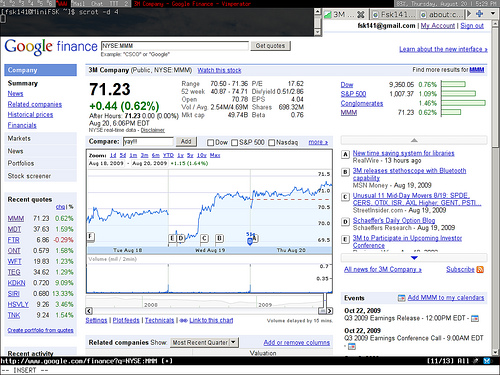 [fsk141@MiniFSK ~]$ scrot -d 4
fsk141@gmail.com | My Account | Sign out
Google finance
NYSE:MMM
Get quotes
Example: "CSCO" or "Google"
Learn about the new interface »
Company
Summary
News
Related companies
Historical prices
Financials
Markets
News
Portfolios
Stock screener
3M Company (Public, NYSE:MMM) Watch this stock
Find more results for MMM
71.23
+0.44 (0.62%)
After Hours: 71.23 0.00 (0.00%)
Aug 20, 6:06PM EDT
NYSE real-time data - Disclaimer
Range 70.50 - 71.35 P/E 17.62
52 week 40.87 - 74.71 Div/yield 0.51/2.86
Open 70.78 EPS 4.04
Vol / Avg. 2.54M/4.69M Shares 698.32M
Mkt cap 49.74B Beta 0.76
Dow 9,350.05 0.76%
S&P 500 1,007.37 1.09%
Conglomerates 1.46%
MMM 0.62%
Compare: yay!!! Add Dow S&P 500 Nasdaq more »
Zoom: 1d 5d 1m 3m 6m YTD 1y 5y 10y Max
Aug 18, 2009 - Aug 20, 2009 +1.15 (1.64%)
71.5
71.0
70.5
70.0
69.5
F E D C B A
Tue Aug 18 Wed Aug 19 Thu Aug 20
Volume (mil / 2min)
0.7
0.35
2000 2009
Settings | Plot feeds | Technicals | Link to this chart
Volume delayed by 15 mins.
Related companies Show: Most Recent Quarter Add or remove columns
Valuation
Recent quotes
chg | %
MMM 71.23 0.62%
MDT 37.63 1.59%
FTR 6.86 -0.29%
ONT 0.579 1.58%
WFT 19.83 1.23%
TEG 34.62 1.20%
KDKN 0.720 9.09%
SIRI 0.680 13.33%
HSVLY 9.26 3.46%
TNK 9.24 1.54%
Create portfolio from quotes
Recent activity
A New time saving system for libraries
RealWire - 13 hours ago
B 3M releases stethoscope with Bluetooth capability
MSN Money - Aug 19, 2009
C Unusual 11 Mid-Day Movers 8/19: SPDE, CERS, OTIX, ISR, AXL Higher, GENT, PSTI...
StreetInsider.com - Aug 19, 2009
D Schaeffer's Daily Option Blog
Schaeffers Research - Aug 19, 2009
E 3M to Participate in Upcoming Investor Conference
All news for 3M Company » Subscribe
Events Add MMM to my calendars
Oct 22, 2009
Q3 2009 Earnings Release - 12:00PM EDT -
Oct 22, 2009
Q3 2009 Earnings Conference Call - 9:00AM EDT -
http://www.google.com/finance?q=NYSE:MMM [+]
[11/13] All
-- INSERT --